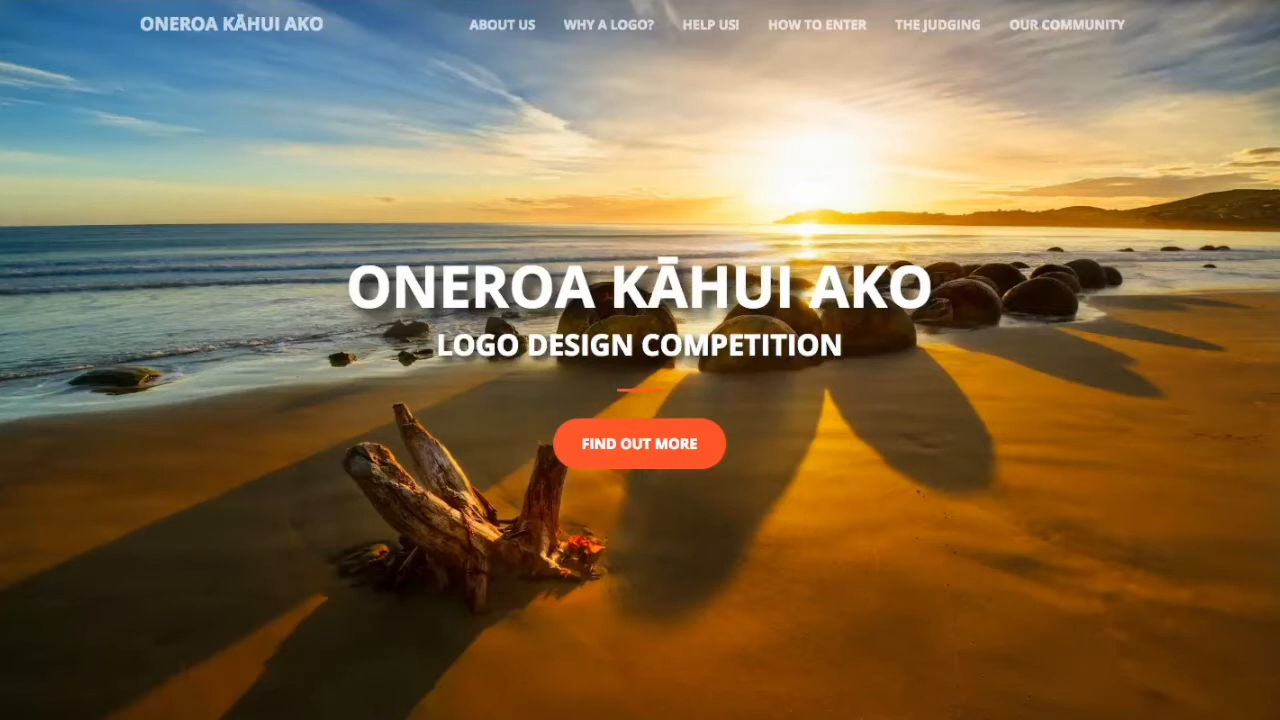 ONEROA KĀHUI AKO
ABOUT US WHY A LOGO? HELP US! HOW TO ENTER THE JUDGING OUR COMMUNITY
ONEROA KĀHUI AKO
LOGO DESIGN COMPETITION
FIND OUT MORE